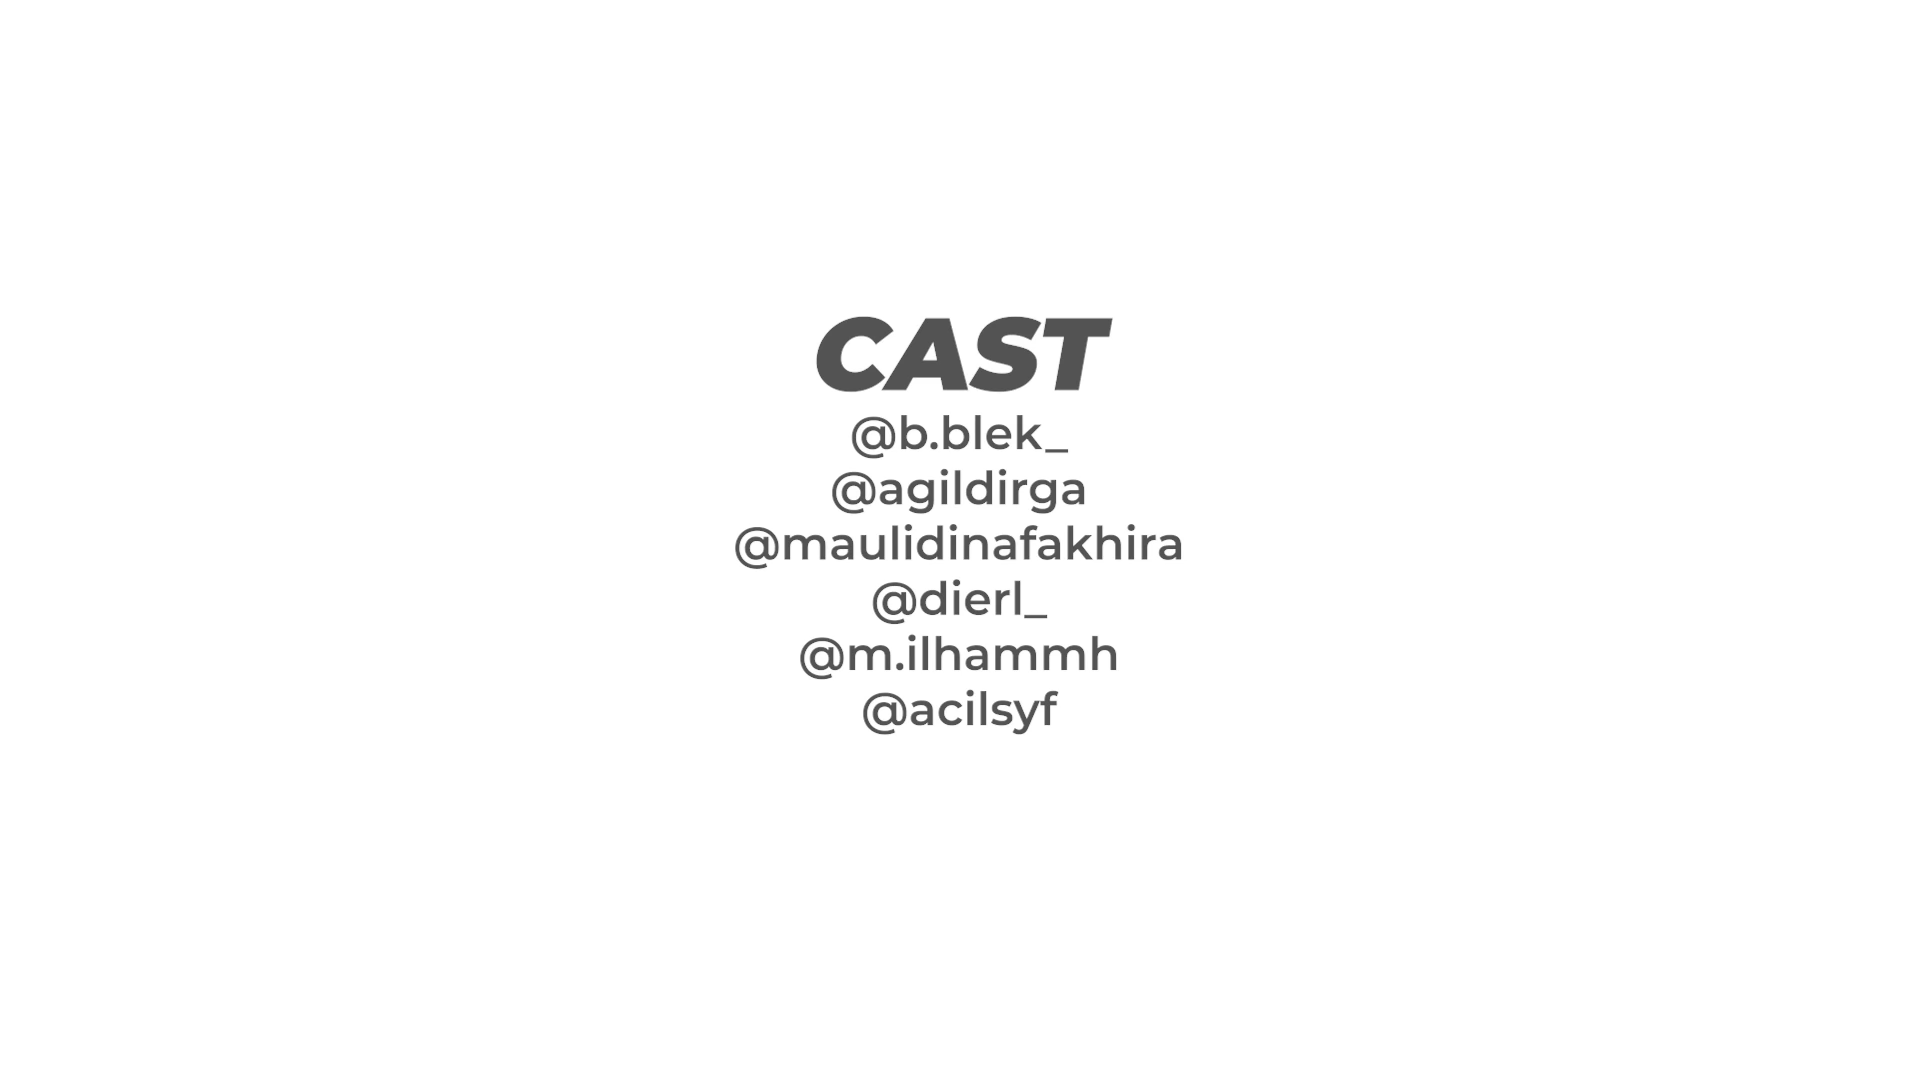 CAST
@b.blek_
@agildirga
@maulidinafakhira
@dierl_
@m.ilhammh
@acilsyf